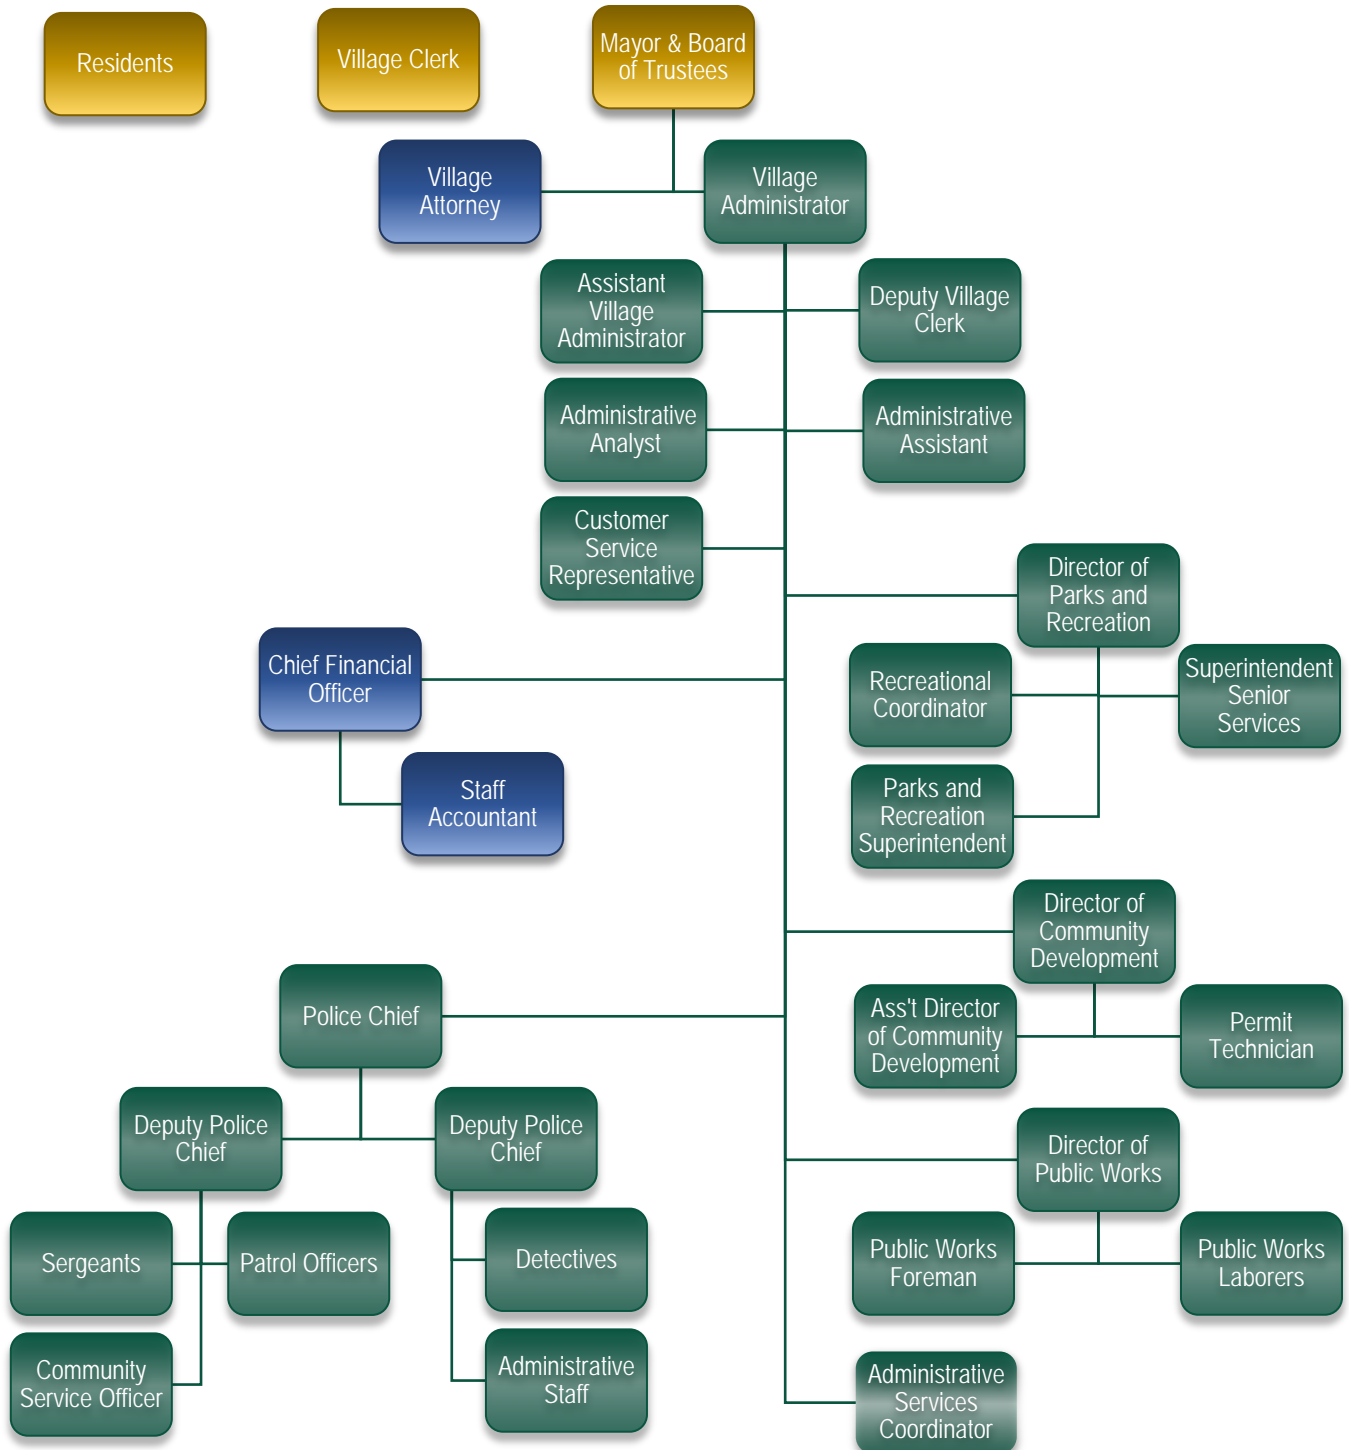 Residents
Village Clerk
Mayor & Board
of Trustees
Village
Attorney
Village
Administrator
Assistant
Village
Administrator
Deputy Village
Clerk
Administrative
Analyst
Administrative
Assistant
Customer
Service
Representative
Director of
Parks and
Recreation
Chief Financial
Officer
Recreational
Coordinator
Superintendent
Senior
Services
Staff
Accountant
Parks and
Recreation
Superintendent
Director of
Community
Development
Police Chief
Ass't Director
of Community
Development
Permit
Technician
Deputy Police
Chief
Deputy Police
Chief
Director of
Public Works
Sergeants
Patrol Officers
Detectives
Public Works
Foreman
Public Works
Laborers
Community
Service Officer
Administrative
Staff
Administrative
Services
Coordinator